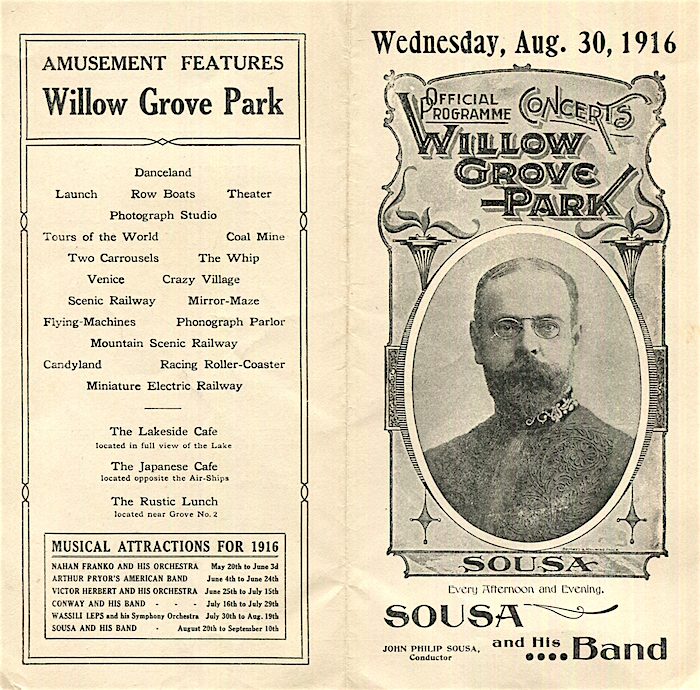 AMUSEMENT FEATURES
Willow Grove Park
Danceland
Launch Row Boats Theater
Photograph Studio
Tours of the World Coal Mine
Two Carrousels The Whip
Venice Crazy Village
Scenic Railway Mirror-Maze
Flying-Machines Phonograph Parlor
Mountain Scenic Railway
Candyland Racing Roller-Coaster
Miniature Electric Railway
The Lakeside Cafe
located in full view of the Lake
The Japanese Cafe
located opposite the Air-Ships
The Rustic Lunch
located near Grove No. 2
MUSICAL ATTRACTIONS FOR 1916
NAHAN FRANKO AND HIS ORCHESTRA May 20th to June 3d
ARTHUR PRYOR'S AMERICAN BAND June 4th to June 24th
VICTOR HERBERT AND HIS ORCHESTRA June 25th to July 15th
CONWAY AND HIS BAND - - - July 16th to July 29th
WASSILI LEPS and his Symphony Orchestra July 30th to Aug. 19th
SOUSA AND HIS BAND - August 20th to September 10th
Wednesday, Aug. 30, 1916
OFFICIAL PROGRAMME CONCERTS
WILLOW
GROVE
PARK
SOUSA
Every Afternoon and Evening.
SOUSA
and His
....Band
JOHN PHILIP SOUSA,
Conductor